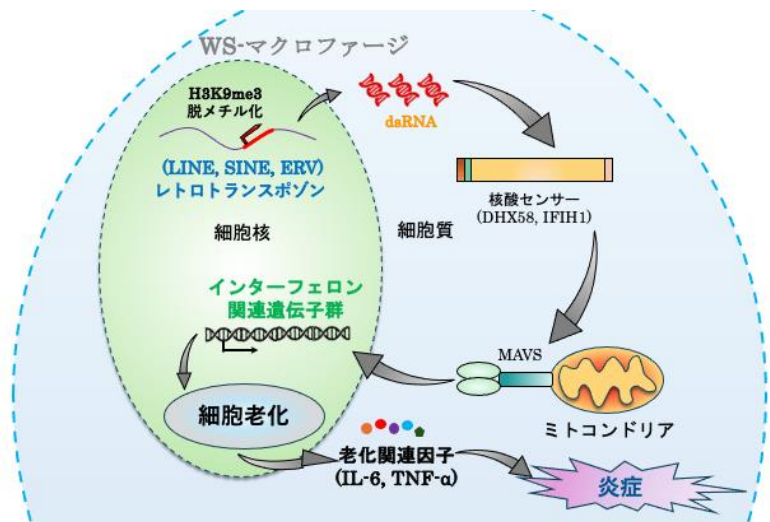 WS-マクロファージ
H3K9me3
脱メチル化
dsRNA
(LINE, SINE, ERV)
レトロトランスポゾン
核酸センサー
(DHX58, IFIH1)
細胞核
細胞質
インターフェロン
関連遺伝子群
MAVS
ミトコンドリア
細胞老化
老化関連因子
(IL-6, TNF-α)
炎症